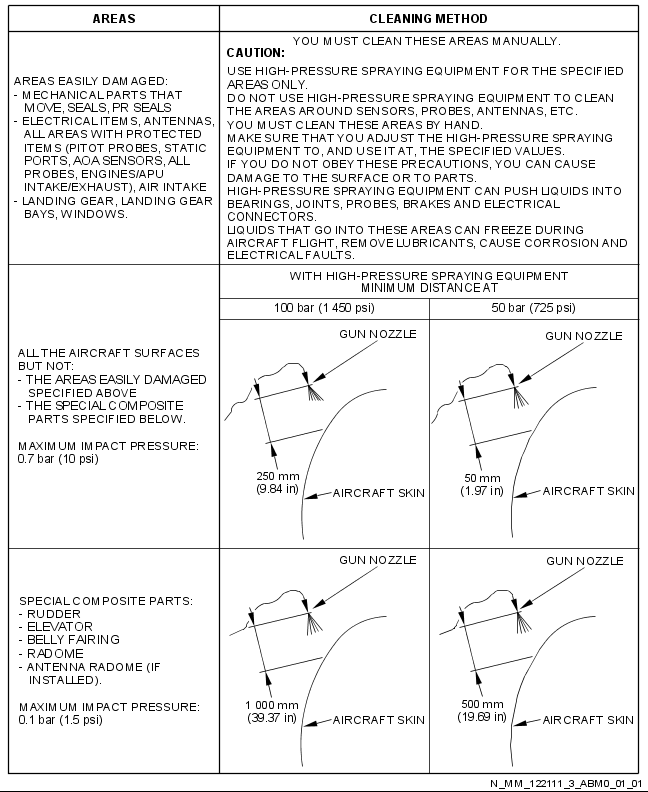 AREAS
CLEANING METHOD
AREAS EASILY DAMAGED:
- MECHANICAL PARTS THAT
MOVE, SEALS, PR SEALS
- ELECTRICAL ITEMS, ANTENNAS,
ALL AREAS WITH PROTECTED
ITEMS (PITOT PROBES, STATIC
PORTS, AOA SENSORS, ALL
PROBES, ENGINES/APU
INTAKE/EXHAUST), AIR INTAKE
- LANDING GEAR, LANDING GEAR
BAYS, WINDOWS.
YOU MUST CLEAN THESE AREAS MANUALLY.
CAUTION:
USE HIGH-PRESSURE SPRAYING EQUIPMENT FOR THE SPECIFIED
AREAS ONLY.
DO NOT USE HIGH-PRESSURE SPRAYING EQUIPMENT TO CLEAN
THE AREAS AROUND SENSORS, PROBES, ANTENNAS, ETC.
YOU MUST CLEAN THESE AREAS BY HAND.
MAKE SURE THAT YOU ADJUST THE HIGH-PRESSURE SPRAYING
EQUIPMENT TO, AND USE IT AT, THE SPECIFIED VALUES.
IF YOU DO NOT OBEY THESE PRECAUTIONS, YOU CAN CAUSE
DAMAGE TO THE SURFACE OR TO PARTS.
HIGH-PRESSURE SPRAYING EQUIPMENT CAN PUSH LIQUIDS INTO
BEARINGS, JOINTS, PROBES, BRAKES AND ELECTRICAL
CONNECTORS.
LIQUIDS THAT GO INTO THESE AREAS CAN FREEZE DURING
AIRCRAFT FLIGHT, REMOVE LUBRICANTS, CAUSE CORROSION AND
ELECTRICAL FAULTS.
WITH HIGH-PRESSURE SPRAYING EQUIPMENT
MINIMUM DISTANCE AT
100 bar (1 450 psi)
50 bar (725 psi)
ALL THE AIRCRAFT SURFACES
BUT NOT:
- THE AREAS EASILY DAMAGED
SPECIFIED ABOVE
- THE SPECIAL COMPOSITE
PARTS SPECIFIED BELOW.
MAXIMUM IMPACT PRESSURE:
0.7 bar (10 psi)
GUN NOZZLE
250 mm
(9.84 in)
AIRCRAFT SKIN
GUN NOZZLE
50 mm
(1.97 in)
AIRCRAFT SKIN
SPECIAL COMPOSITE PARTS:
- RUDDER
- ELEVATOR
- BELLY FAIRING
- RADOME
- ANTENNA RADOME (IF
INSTALLED).
MAXIMUM IMPACT PRESSURE:
0.1 bar (1.5 psi)
GUN NOZZLE
1 000 mm
(39.37 in)
AIRCRAFT SKIN
GUN NOZZLE
500 mm
(19.69 in)
AIRCRAFT SKIN
N_MM_122111_3_ABM0_01_01